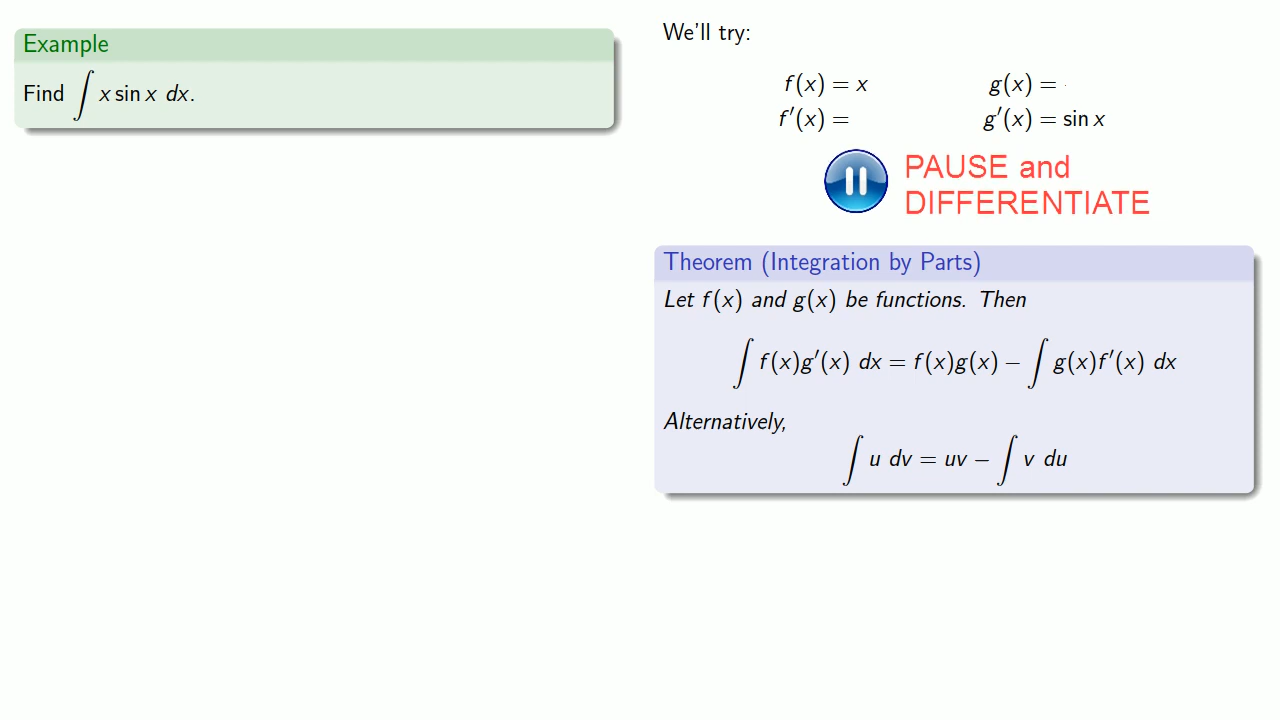 Example
Find ∫ x sin x dx.
We'll try:
f(x) = x
g(x) =
f′(x) =
g′(x) = sin x
PAUSE and
DIFFERENTIATE
Theorem (Integration by Parts)
Let f(x) and g(x) be functions. Then
∫ f(x)g′(x) dx = f(x)g(x) − ∫ g(x)f′(x) dx
Alternatively,
∫ u dv = uv − ∫ v du